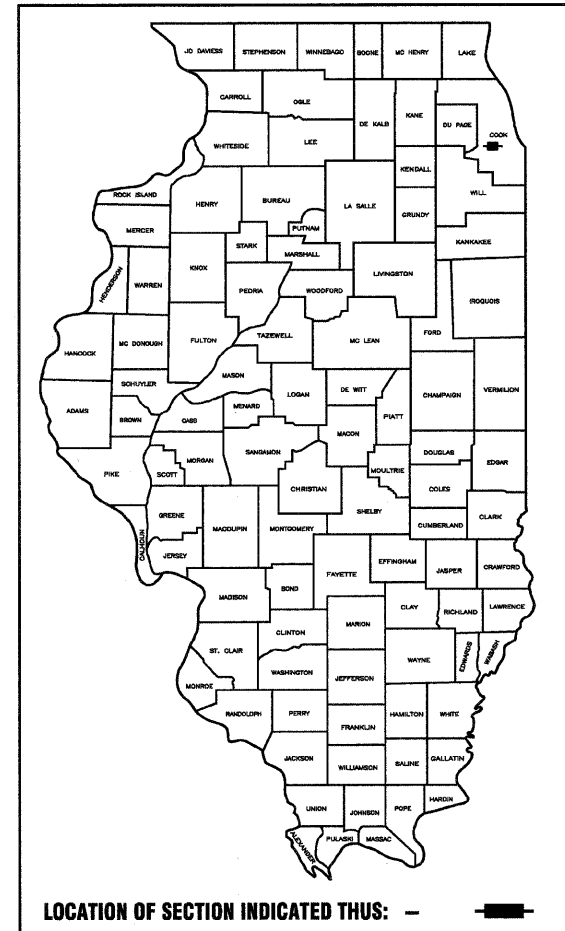 JO DAVIESS STEPHENSON WINNEBAGO BOONE MC HENRY LAKE
CARROLL OGLE DE KALB KANE DU PAGE COOK
WHITESIDE LEE KENDALL WILL
ROCK ISLAND HENRY BUREAU LA SALLE GRUNDY
MERCER STARK PUTNAM MARSHALL KANKAKEE
HENDERSON WARREN KNOX PEORIA WOODFORD LIVINGSTON IROQUOIS
HANCOCK MC DONOUGH FULTON TAZEWELL MC LEAN FORD
SCHUYLER MASON LOGAN DE WITT CHAMPAIGN VERMILION
ADAMS BROWN CASS MENARD MACON PIATT
PIKE SCOTT MORGAN SANGAMON CHRISTIAN MOULTRIE DOUGLAS EDGAR
COLES
CALHOUN GREENE MACOUPIN MONTGOMERY SHELBY CUMBERLAND CLARK
JERSEY FAYETTE EFFINGHAM JASPER CRAWFORD
MADISON BOND MARION CLAY RICHLAND LAWRENCE
ST. CLAIR CLINTON WAYNE EDWARDS WABASH
MONROE WASHINGTON JEFFERSON
RANDOLPH PERRY FRANKLIN HAMILTON WHITE
JACKSON WILLIAMSON SALINE GALLATIN
UNION JOHNSON POPE HARDIN
ALEXANDER PULASKI MASSAC
LOCATION OF SECTION INDICATED THUS: –